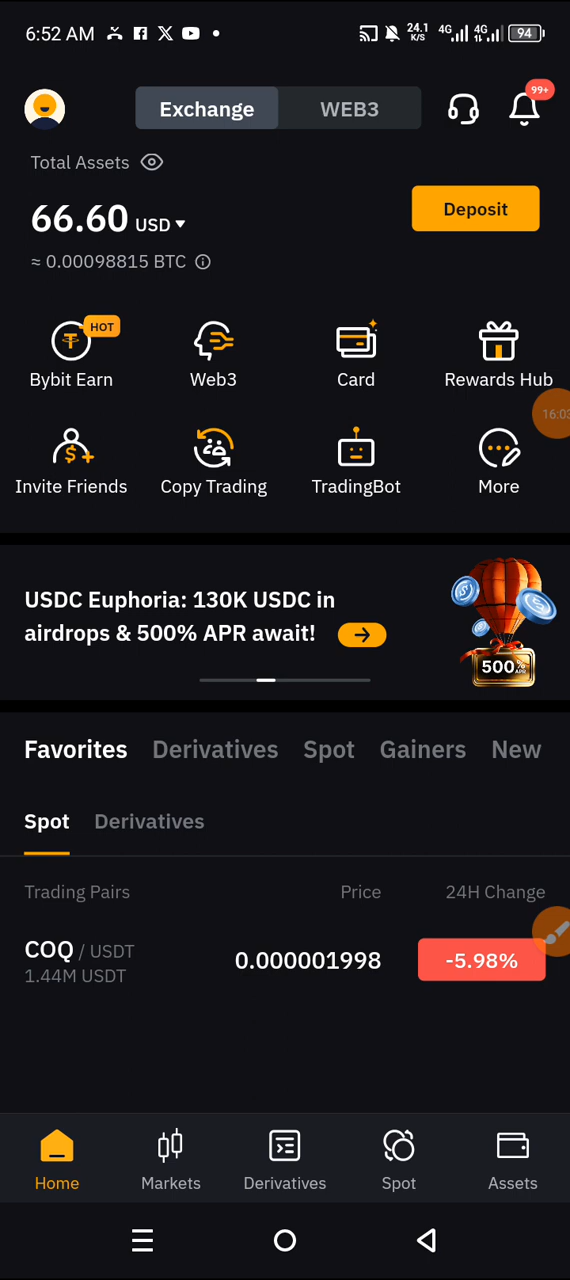 6:52 AM
24.1
K/S
4G
4G
94
Exchange WEB3
99+
Total Assets
66.60 USD
Deposit
≈ 0.00098815 BTC
HOT
Bybit Earn Web3 Card Rewards Hub
16:03
Invite Friends Copy Trading TradingBot More
USDC Euphoria: 130K USDC in
airdrops & 500% APR await!
500% APR
Favorites Derivatives Spot Gainers New
Spot Derivatives
Trading Pairs Price 24H Change
COQ / USDT 0.000001998 -5.98%
1.44M USDT
Home Markets Derivatives Spot Assets